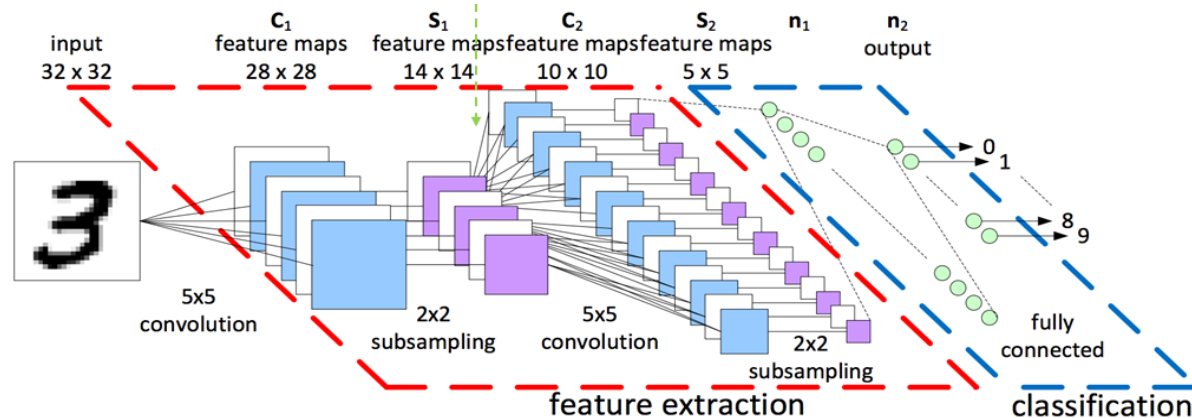 C1 S1 C2 S2 n1 n2
input feature maps feature maps feature maps feature maps output
32 x 32 28 x 28 14 x 14 10 x 10 5 x 5
0
1
8
9
5x5
convolution
2x2
subsampling
5x5
convolution
2x2
subsampling
fully
connected
feature extraction
classification